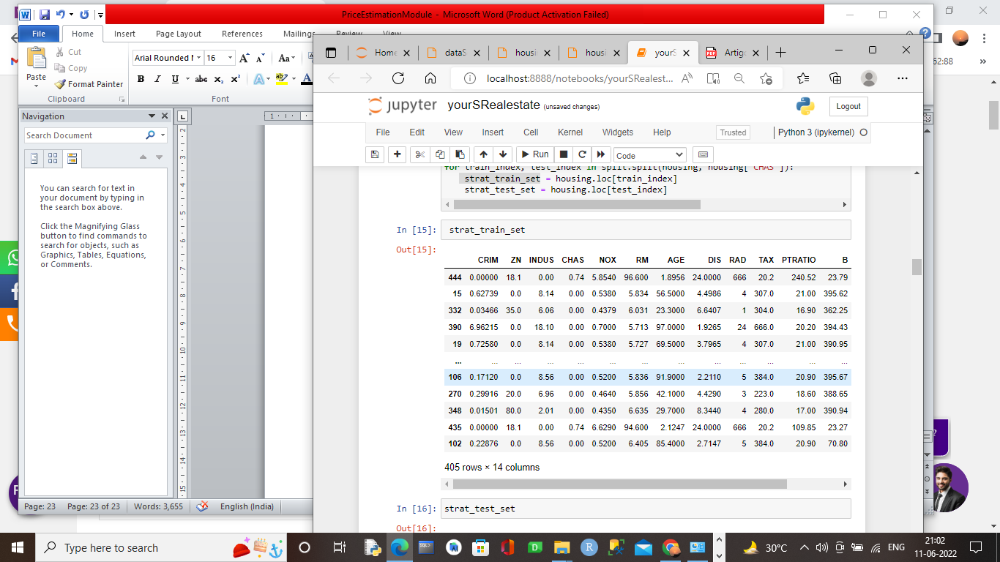 PriceEstimationModule - Microsoft Word (Product Activation Failed)
File Home Insert Page Layout References Mailings Review View
Cut
Copy
Paste Format Painter
Clipboard
Arial Rounded M 16 A A Aa
B I U abc x₂ x² A ab A
Font
Navigation
Search Document
You can search for text in
your document by typing in
the search box above.
Click the Magnifying Glass
button to find commands to
search for objects, such as
Graphics, Tables, Equations,
or Comments.
Page: 23 Page: 23 of 23 Words: 3,655 English (India)
62:88
Home dataS housi housi yourS PDF Artig
localhost:8888/notebooks/yourSRealest...
jupyter yourSRealestate (unsaved changes)
Logout
File Edit View Insert Cell Kernel Widgets Help Trusted Python 3 (ipykernel)
Run Code
for train_index, test_index in split.split(housing, housing['CHAS']):
strat_train_set = housing.loc[train_index]
strat_test_set = housing.loc[test_index]
In [15]: strat_train_set
Out[15]:
CRIM ZN INDUS CHAS NOX RM AGE DIS RAD TAX PTRATIO B
444 0.00000 18.1 0.00 0.74 5.8540 96.600 1.8956 24.0000 666 20.2 240.52 23.79
15 0.62739 0.0 8.14 0.00 0.5380 5.834 56.5000 4.4986 4 307.0 21.00 395.62
332 0.03466 35.0 6.06 0.00 0.4379 6.031 23.3000 6.6407 1 304.0 16.90 362.25
390 6.96215 0.0 18.10 0.00 0.7000 5.713 97.0000 1.9265 24 666.0 20.20 394.43
19 0.72580 0.0 8.14 0.00 0.5380 5.727 69.5000 3.7965 4 307.0 21.00 390.95
... ... ... ... ... ... ... ... ... ... ... ... ...
106 0.17120 0.0 8.56 0.00 0.5200 5.836 91.9000 2.2110 5 384.0 20.90 395.67
270 0.29916 20.0 6.96 0.00 0.4640 5.856 42.1000 4.4290 3 223.0 18.60 388.65
348 0.01501 80.0 2.01 0.00 0.4350 6.635 29.7000 8.3440 4 280.0 17.00 390.94
435 0.00000 18.1 0.00 0.74 6.6290 94.600 2.1247 24.0000 666 20.2 109.85 23.27
102 0.22876 0.0 8.56 0.00 0.5200 6.405 85.4000 2.7147 5 384.0 20.90 70.80
405 rows × 14 columns
In [16]: strat_test_set
Out[16]:
Type here to search
30°C ENG 21:02
11-06-2022